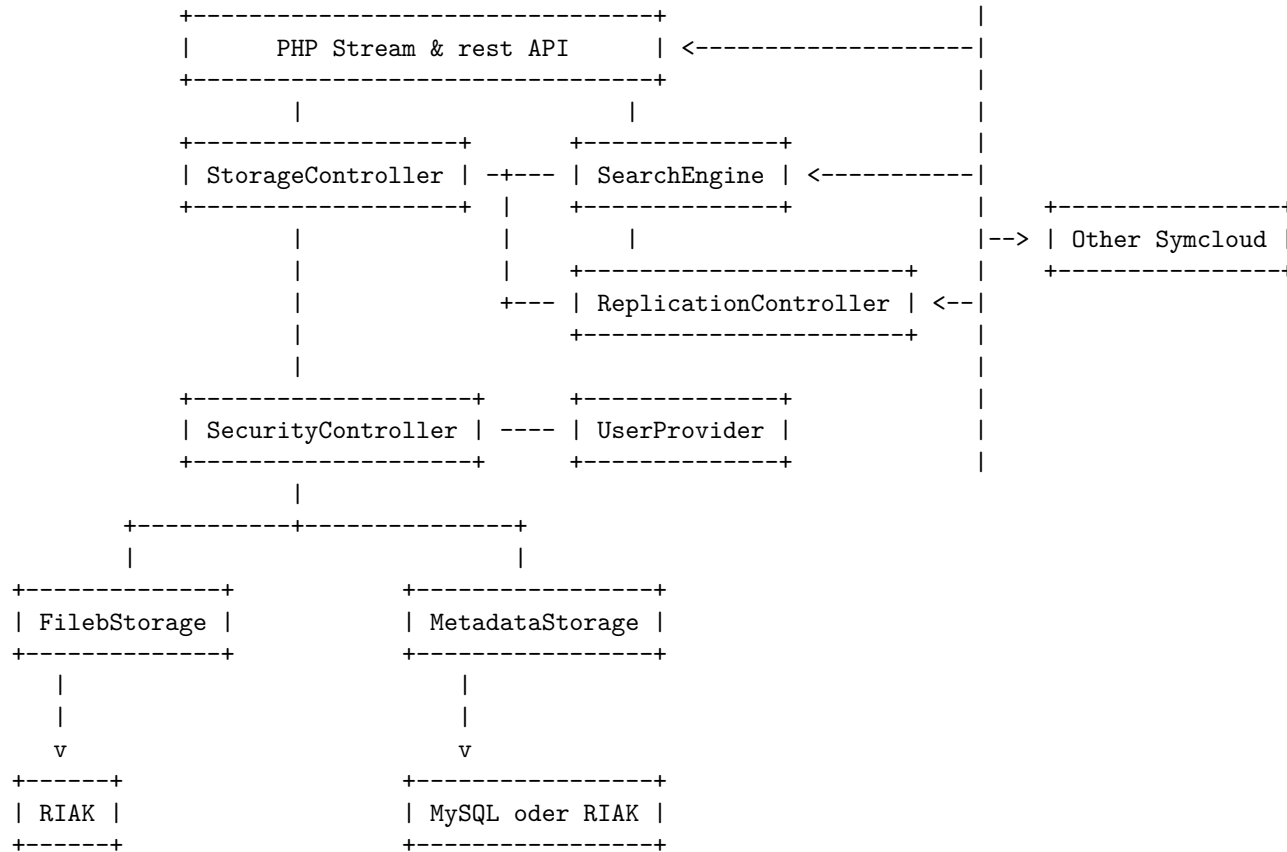 PHP Stream & rest API
StorageController
SearchEngine
Other Symcloud
ReplicationController
SecurityController
UserProvider
FilebStorage
MetadataStorage
RIAK
MySQL oder RIAK